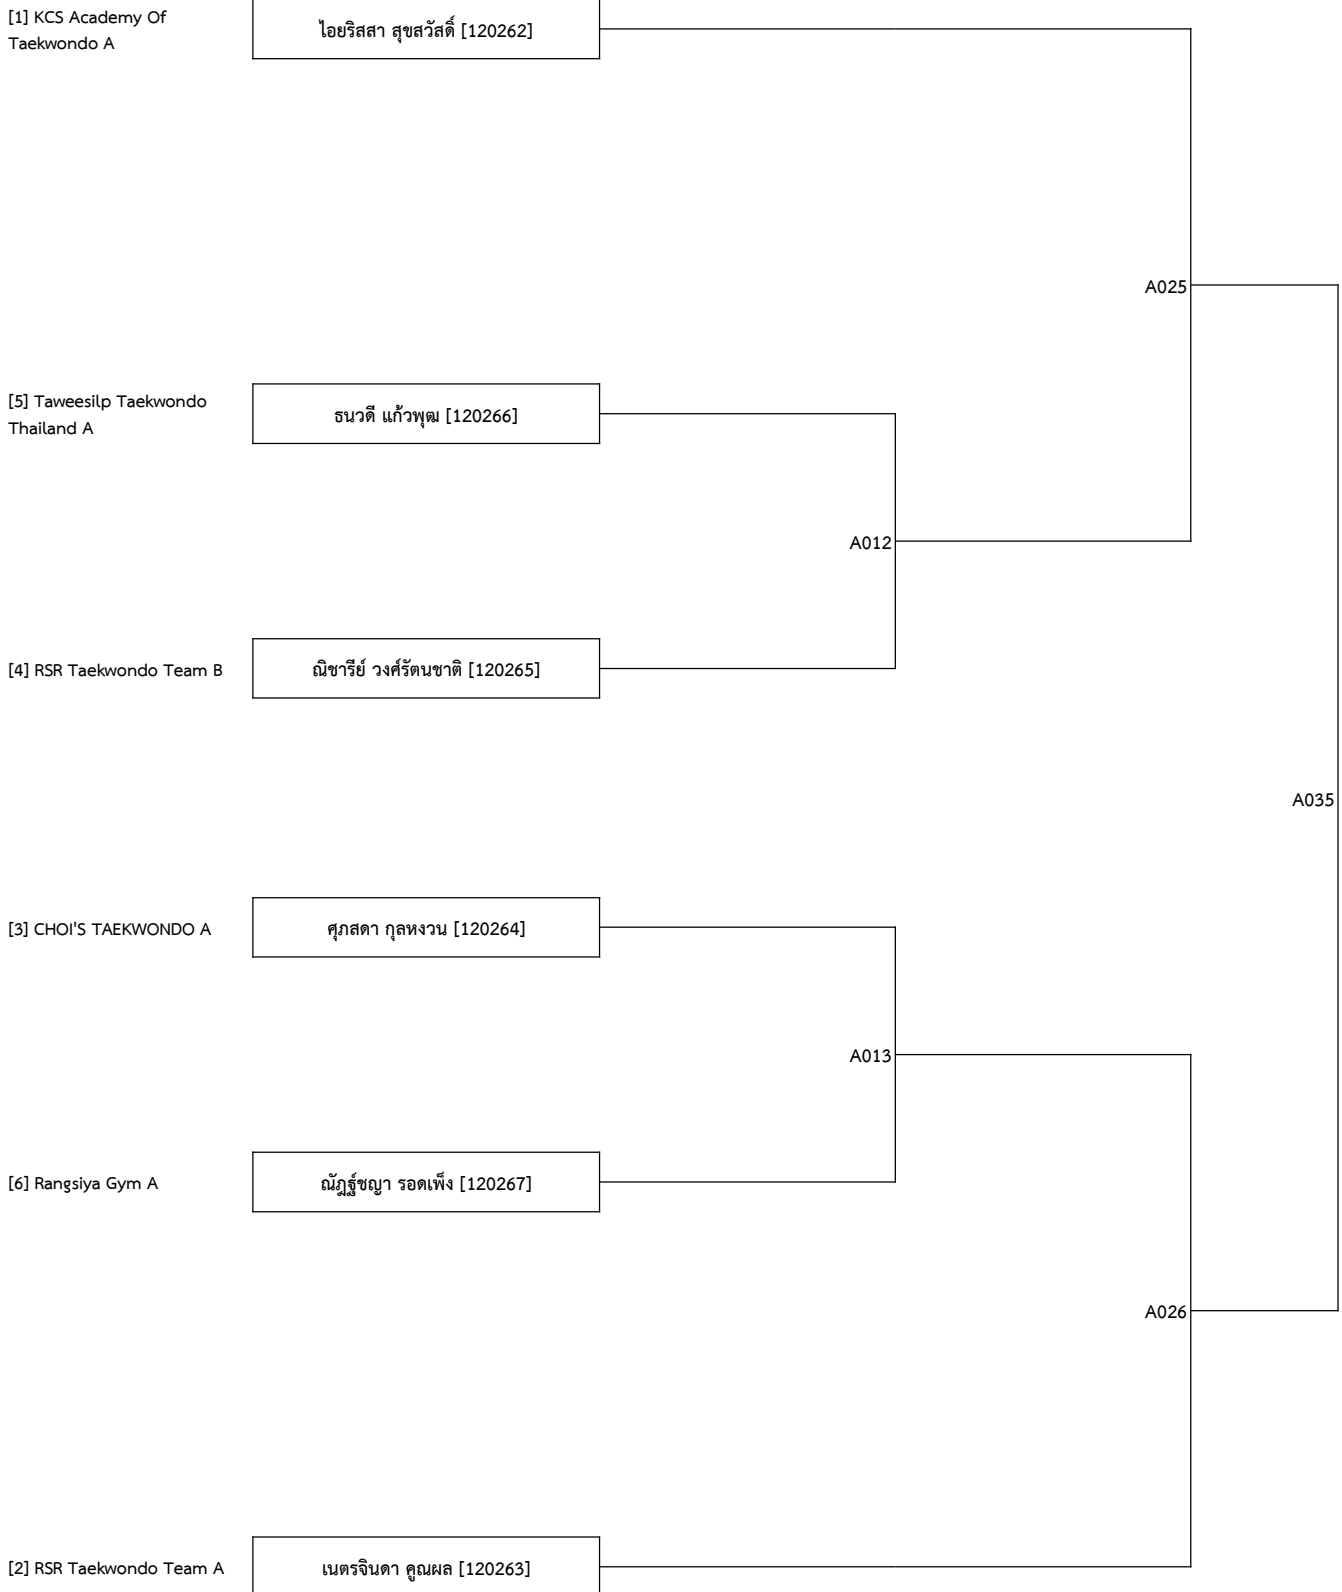 [1] KCS Academy Of
Taekwondo A
ไอยริสสา สุขสวัสดิ์ [120262]
A025
[5] Taweesilp Taekwondo
Thailand A
ธนวดี แก้วพุฒ [120266]
A012
[4] RSR Taekwondo Team B
ณิชารีย์ วงศ์รัตนชาติ [120265]
A035
[3] CHOI'S TAEKWONDO A
ศุภสดา กุลหงวน [120264]
A013
[6] Rangsiya Gym A
ณัฏฐ์ชญา รอดเพ็ง [120267]
A026
[2] RSR Taekwondo Team A
เนตรจินดา คูณผล [120263]